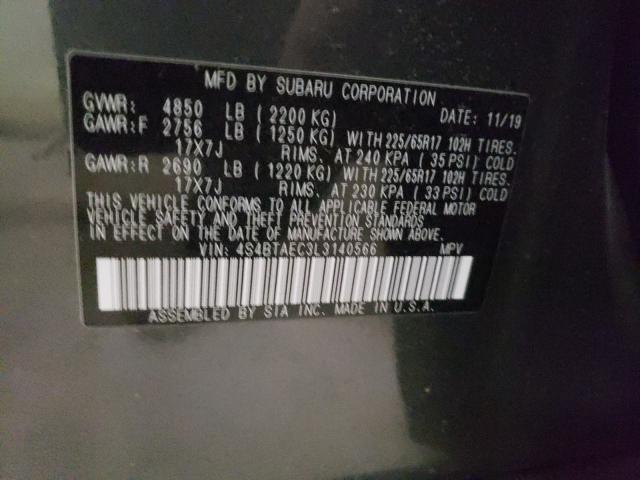 MFD BY SUBARU CORPORATION
GVWR: 4850 LB ( 2200 KG) DATE: 11/19
GAWR:F 2756 LB ( 1250 KG) WITH 225/65R17 102H TIRES.
17X7J RIMS. AT 240 KPA ( 35 PSI) COLD
GAWR:R 2690 LB ( 1220 KG) WITH 225/65R17 102H TIRES.
17X7J RIMS. AT 230 KPA ( 33 PSI) COLD
THIS VEHICLE CONFORMS TO ALL APPLICABLE FEDERAL MOTOR
VEHICLE SAFETY AND THEFT PREVENTION STANDARDS
IN EFFECT ON THE DATE OF MANUFACTURE SHOWN ABOVE.
VIN: 4S4BTAEC3L3140566 MPV
ASSEMBLED BY SIA INC. MADE IN U.S.A.